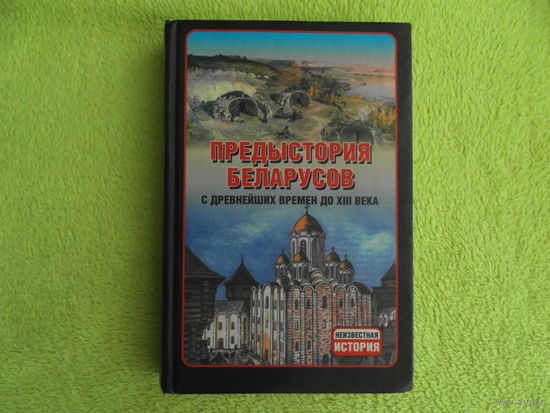 ПРЕДЫСТОРИЯ
БЕЛАРУСОВ
С ДРЕВНЕЙШИХ ВРЕМЕН ДО XIII ВЕКА
НЕИЗВЕСТНАЯ
ИСТОРИЯ